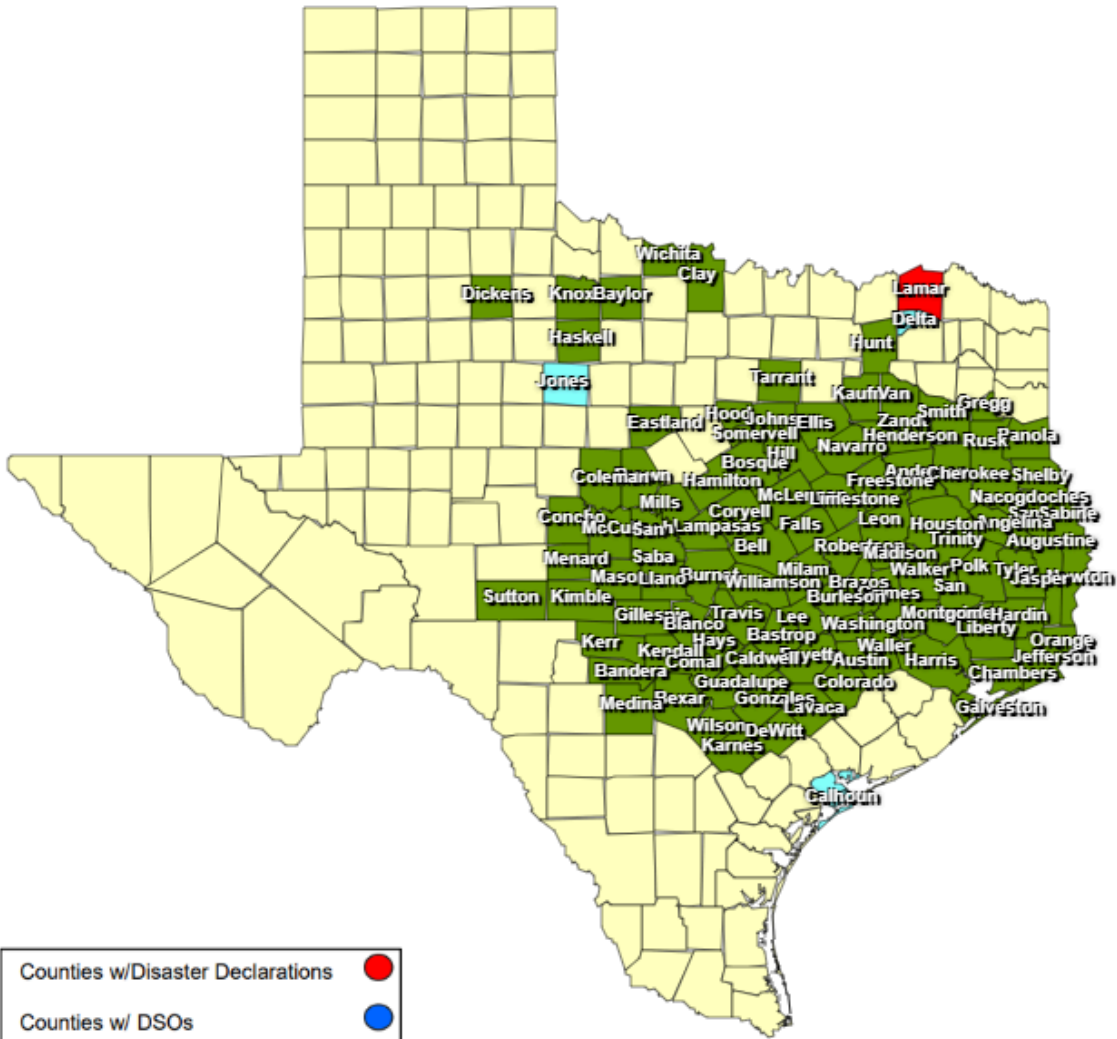 Wichita
Clay
Lamar
Dickens
Knox
Baylor
Delta
Haskell
Hunt
Jones
Tarrant
Van
Gregg
Smith
Eastland
Hood
Ellis
Zandt
Somervell
Henderson
Rusk
Panola
Navarro
Hill
Bosque
Coleman
Hamilton
Cherokee
Shelby
Freestone
Mills
Limestone
Nacogdoches
Coryell
Sabine
Concho
San
Lampasas
Falls
Leon
Houston
Angelina
Trinity
Augustine
Bell
Menard
Saba
Madison
Milam
Walker
Polk
Tyler
Llano
Burnet
Williamson
Brazos
Jasper
San
Sutton
Kimble
Burleson
Gillespie
Travis
Lee
Washington
Hardin
Blanco
Liberty
Bastrop
Kerr
Hays
Waller
Orange
Kendall
Comal
Caldwell
Austin
Harris
Jefferson
Bandera
Chambers
Guadalupe
Colorado
Medina
Gonzales
Lavaca
Galveston
Wilson
DeWitt
Karnes
Calhoun
Counties w/Disaster Declarations
Counties w/ DSOs